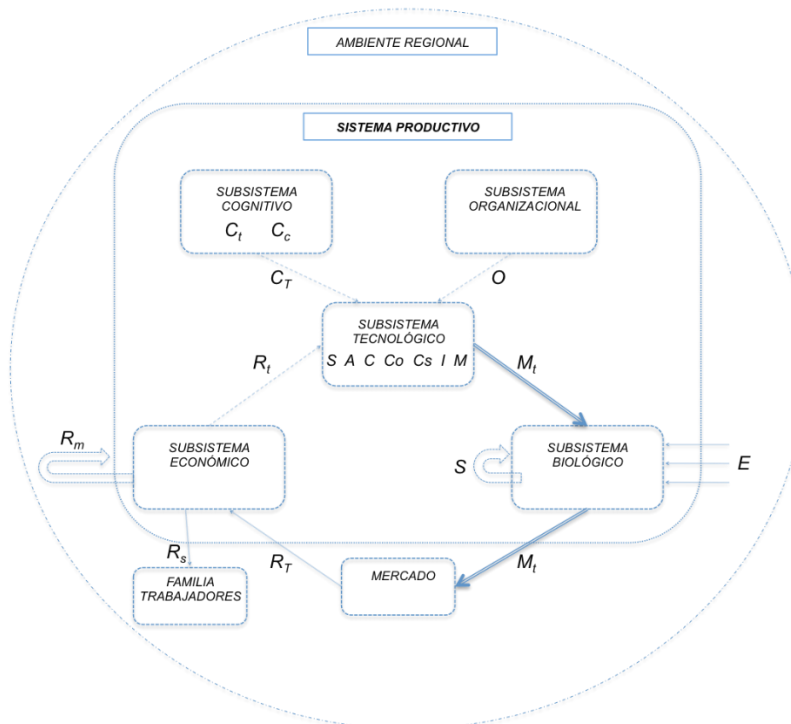 AMBIENTE REGIONAL
SISTEMA PRODUCTIVO
SUBSISTEMA
COGNITIVO
Ct Cc
SUBSISTEMA
ORGANIZACIONAL
CT
O
SUBSISTEMA
TECNOLÓGICO
S A C Co Cs I M
Rt
Mt
Rm
SUBSISTEMA
ECONÓMICO
S
SUBSISTEMA
BIOLÓGICO
E
Rs
RT
Mt
FAMILIA
TRABAJADORES
MERCADO